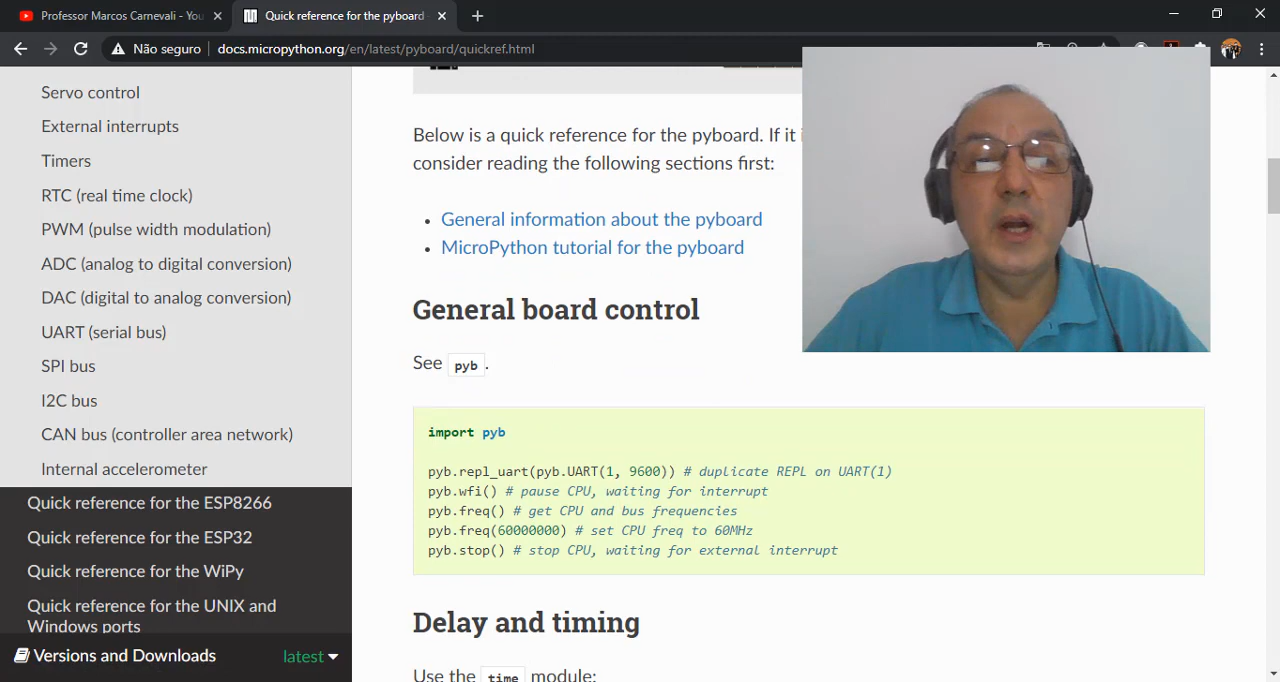 Professor Marcos Carnevali - You
Quick reference for the pyboard
Não seguro
docs.micropython.org/en/latest/pyboard/quickref.html
Servo control
External interrupts
Timers
RTC (real time clock)
PWM (pulse width modulation)
ADC (analog to digital conversion)
DAC (digital to analog conversion)
UART (serial bus)
SPI bus
I2C bus
CAN bus (controller area network)
Internal accelerometer
Quick reference for the ESP8266
Quick reference for the ESP32
Quick reference for the WiPy
Quick reference for the UNIX and
Windows ports
Versions and Downloads
latest
Below is a quick reference for the pyboard. If it
consider reading the following sections first:
General information about the pyboard
MicroPython tutorial for the pyboard
General board control
See pyb.
import pyb
pyb.repl_uart(pyb.UART(1, 9600)) # duplicate REPL on UART(1)
pyb.wfi() # pause CPU, waiting for interrupt
pyb.freq() # get CPU and bus frequencies
pyb.freq(60000000) # set CPU freq to 60MHz
pyb.stop() # stop CPU, waiting for external interrupt
Delay and timing
Use the time module: